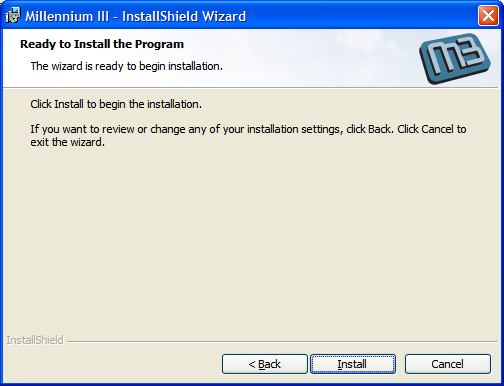 Millennium III - InstallShield Wizard
Ready to Install the Program
The wizard is ready to begin installation.
M3
Click Install to begin the installation.
If you want to review or change any of your installation settings, click Back. Click Cancel to
exit the wizard.
InstallShield
< Back
Install
Cancel